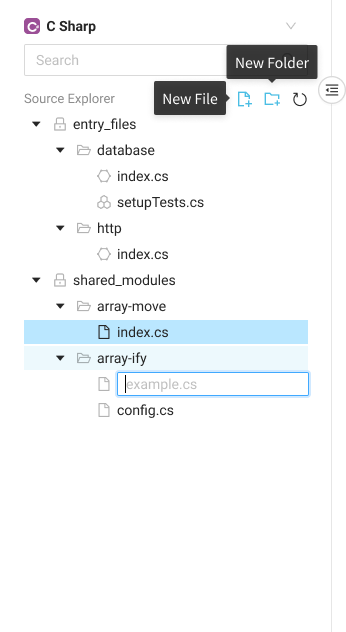 C Sharp
Search
New Folder
Source Explorer
New File
entry_files
database
index.cs
setupTests.cs
http
index.cs
shared_modules
array-move
index.cs
array-ify
example.cs
config.cs